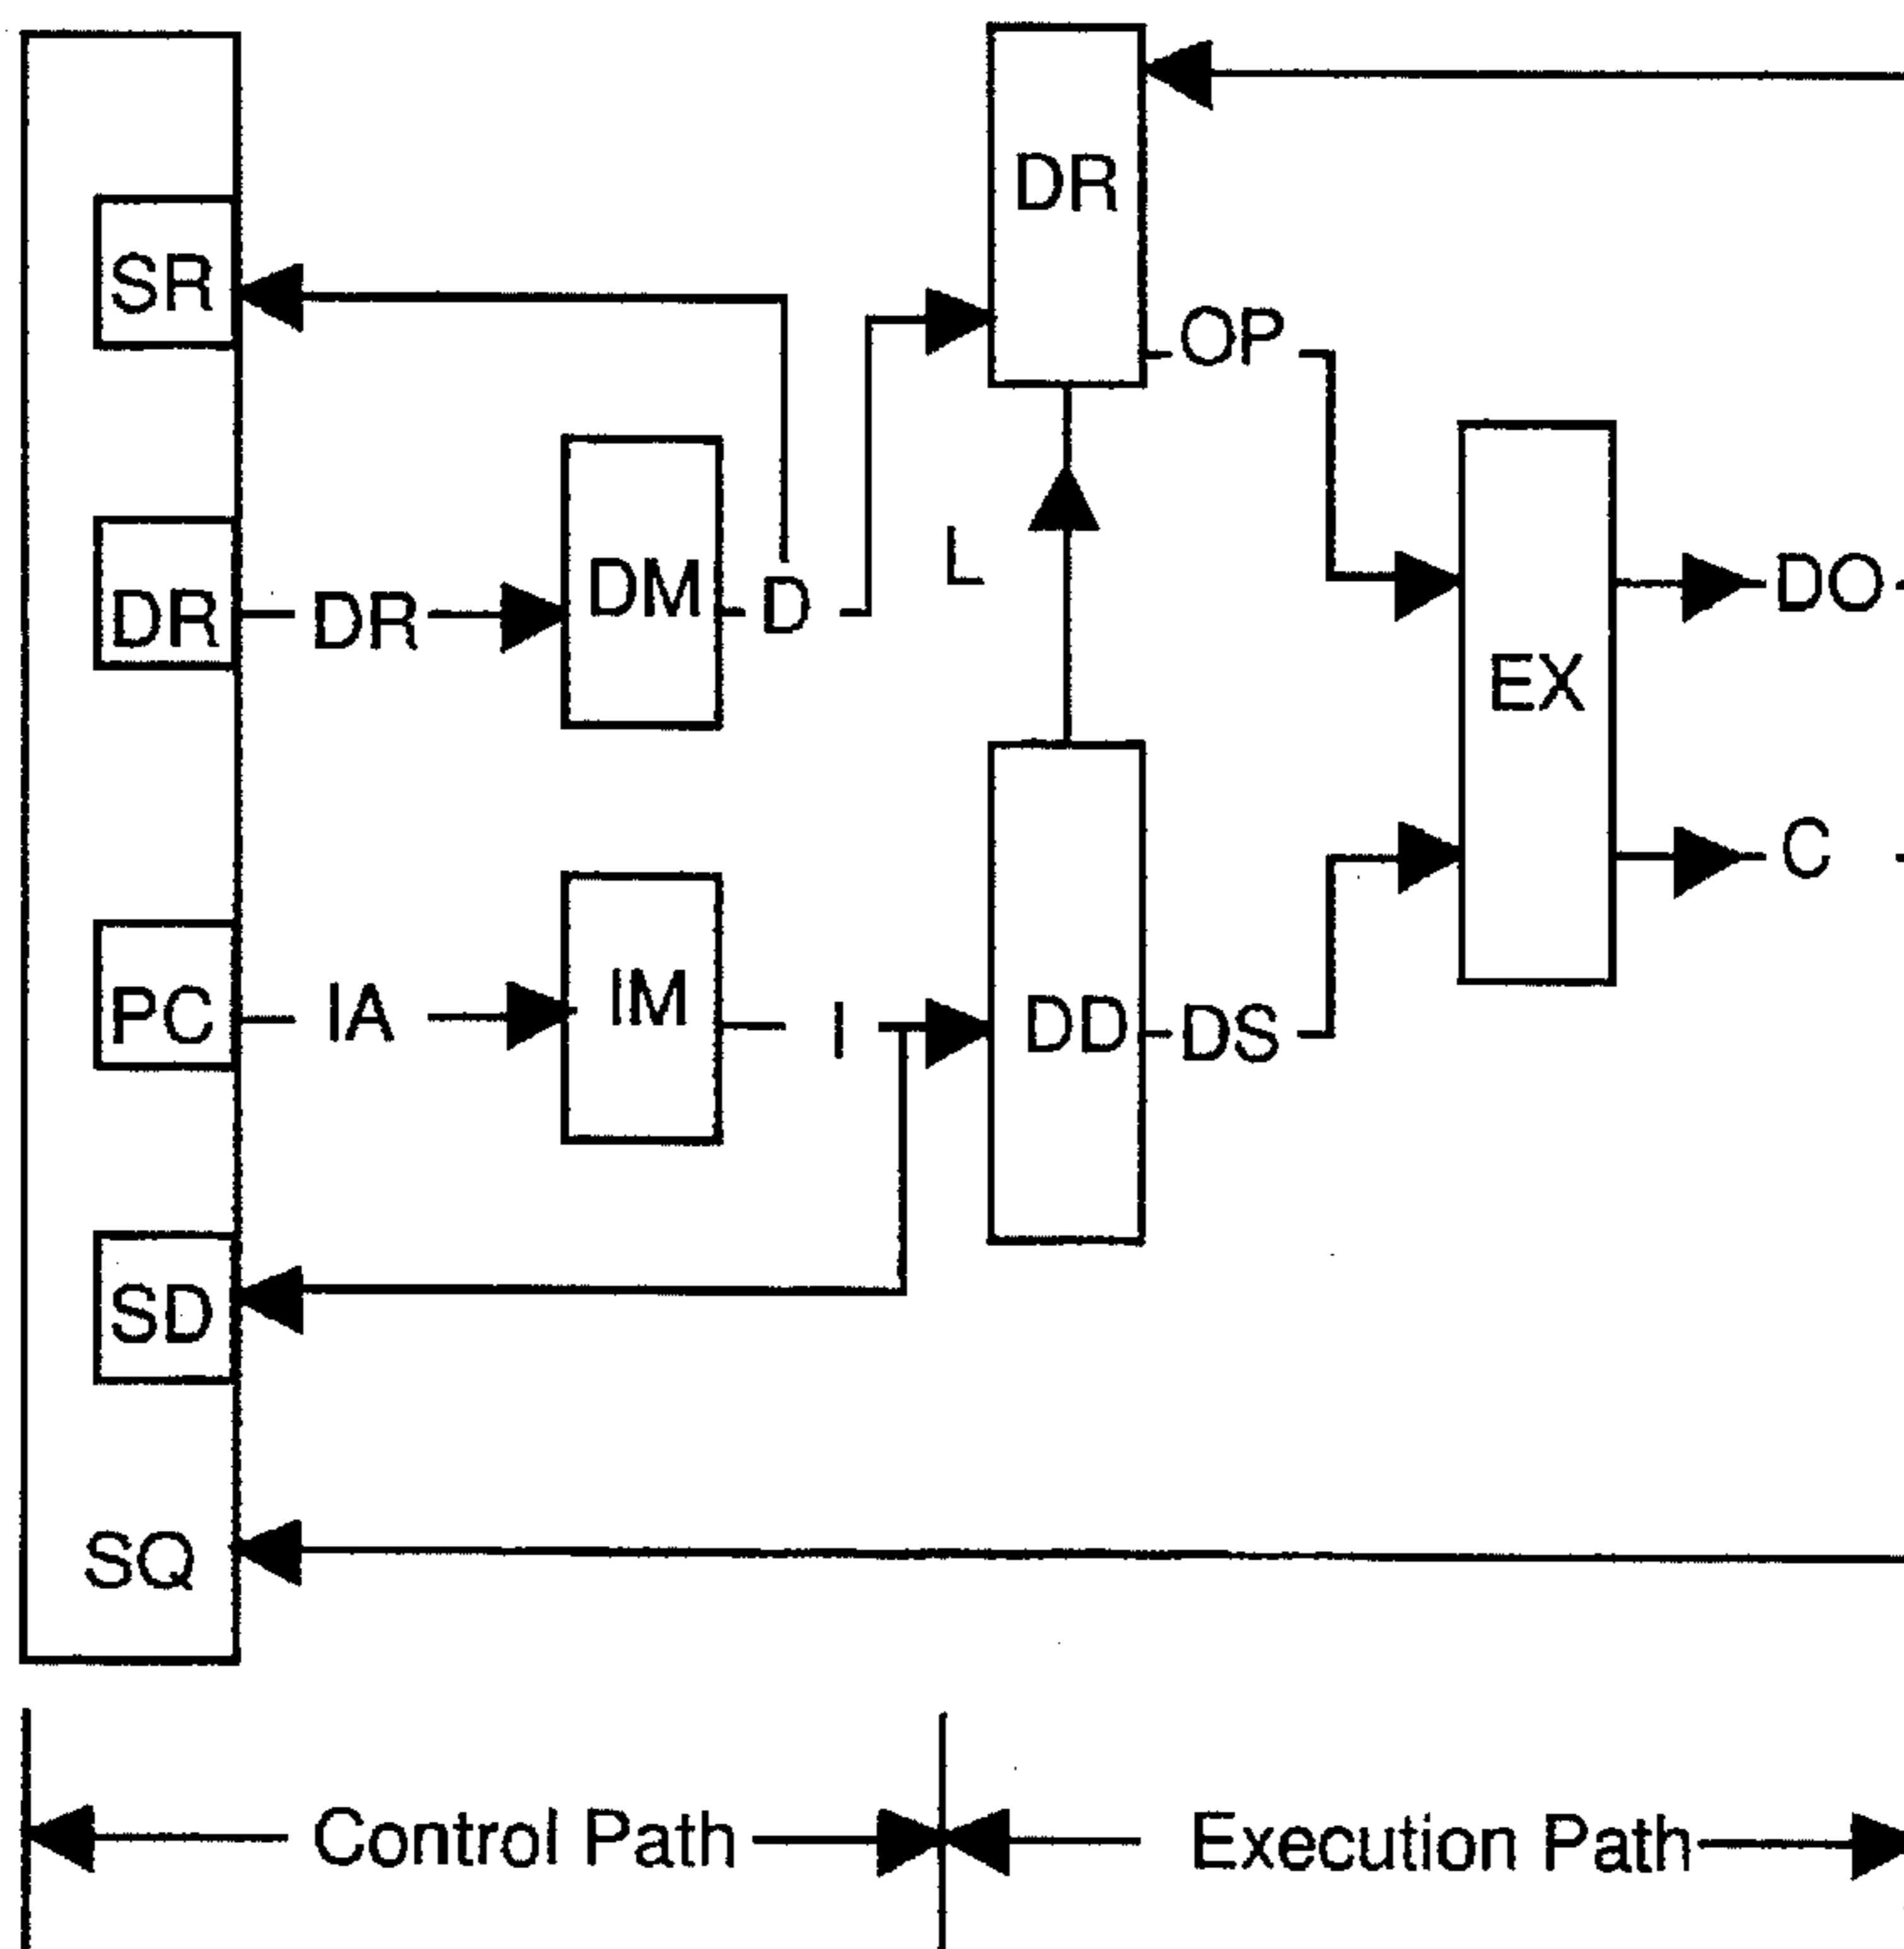 DR
SR
OP
L
DM
D
DO
DR
DR
EX
C
PC
IA
IM
I
DD
DS
SD
SQ
Control Path
Execution Path